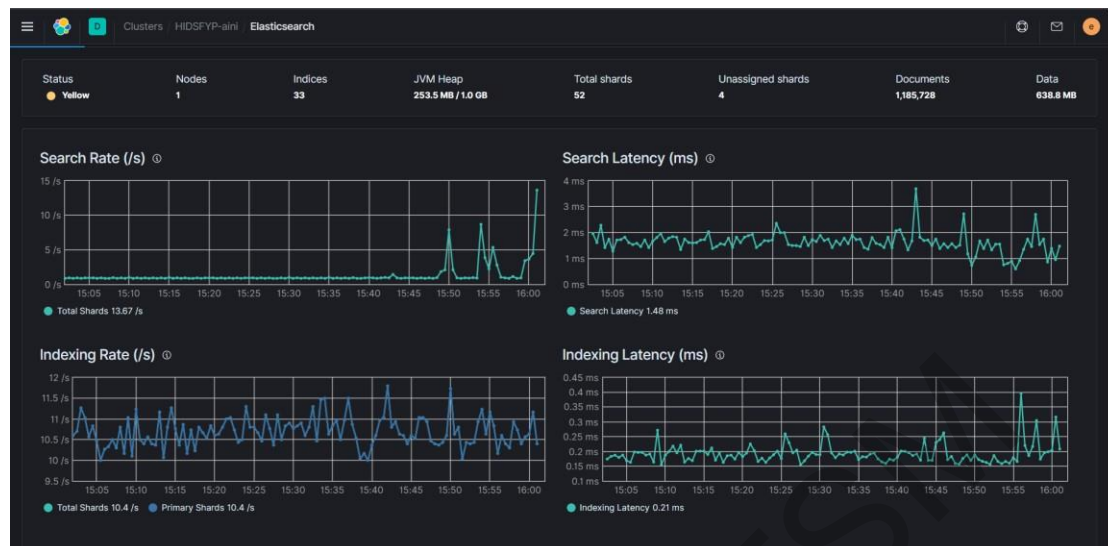 D Clusters HIDSFYP-aini Elasticsearch e
Status Nodes Indices JVM Heap Total shards Unassigned shards Documents Data
Yellow 1 33 253.5 MB / 1.0 GB 52 4 1,185,728 638.8 MB
Search Rate (/s)
15 /s
10 /s
5 /s
0 /s
15:05 15:10 15:15 15:20 15:25 15:30 15:35 15:40 15:45 15:50 15:55 16:00
Total Shards 13.67 /s
Search Latency (ms)
4 ms
3 ms
2 ms
1 ms
0 ms
15:05 15:10 15:15 15:20 15:25 15:30 15:35 15:40 15:45 15:50 15:55 16:00
Search Latency 1.48 ms
Indexing Rate (/s)
12 /s
11.5 /s
11 /s
10.5 /s
10 /s
9.5 /s
15:05 15:10 15:15 15:20 15:25 15:30 15:35 15:40 15:45 15:50 15:55 16:00
Total Shards 10.4 /s Primary Shards 10.4 /s
Indexing Latency (ms)
0.45 ms
0.4 ms
0.35 ms
0.3 ms
0.25 ms
0.2 ms
0.15 ms
0.1 ms
15:05 15:10 15:15 15:20 15:25 15:30 15:35 15:40 15:45 15:50 15:55 16:00
Indexing Latency 0.21 ms